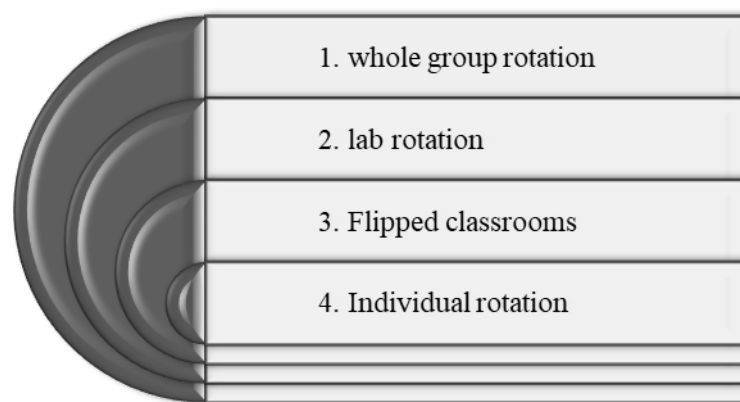 1. whole group rotation
2. lab rotation
3. Flipped classrooms
4. Individual rotation